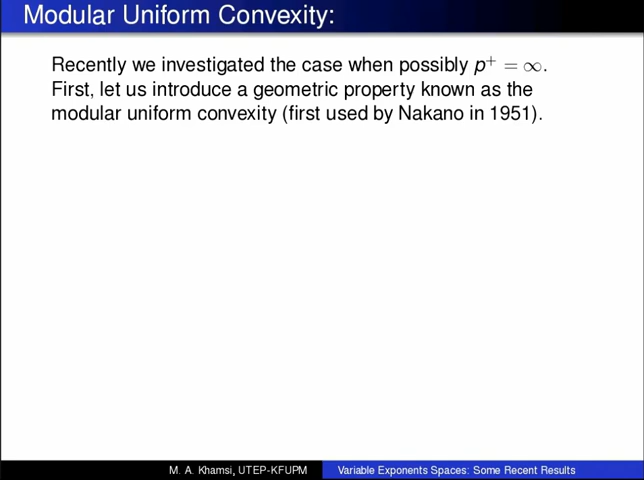 Modular Uniform Convexity:
Recently we investigated the case when possibly p⁺ = ∞.
First, let us introduce a geometric property known as the
modular uniform convexity (first used by Nakano in 1951).
M. A. Khamsi, UTEP-KFUPM
Variable Exponents Spaces: Some Recent Results